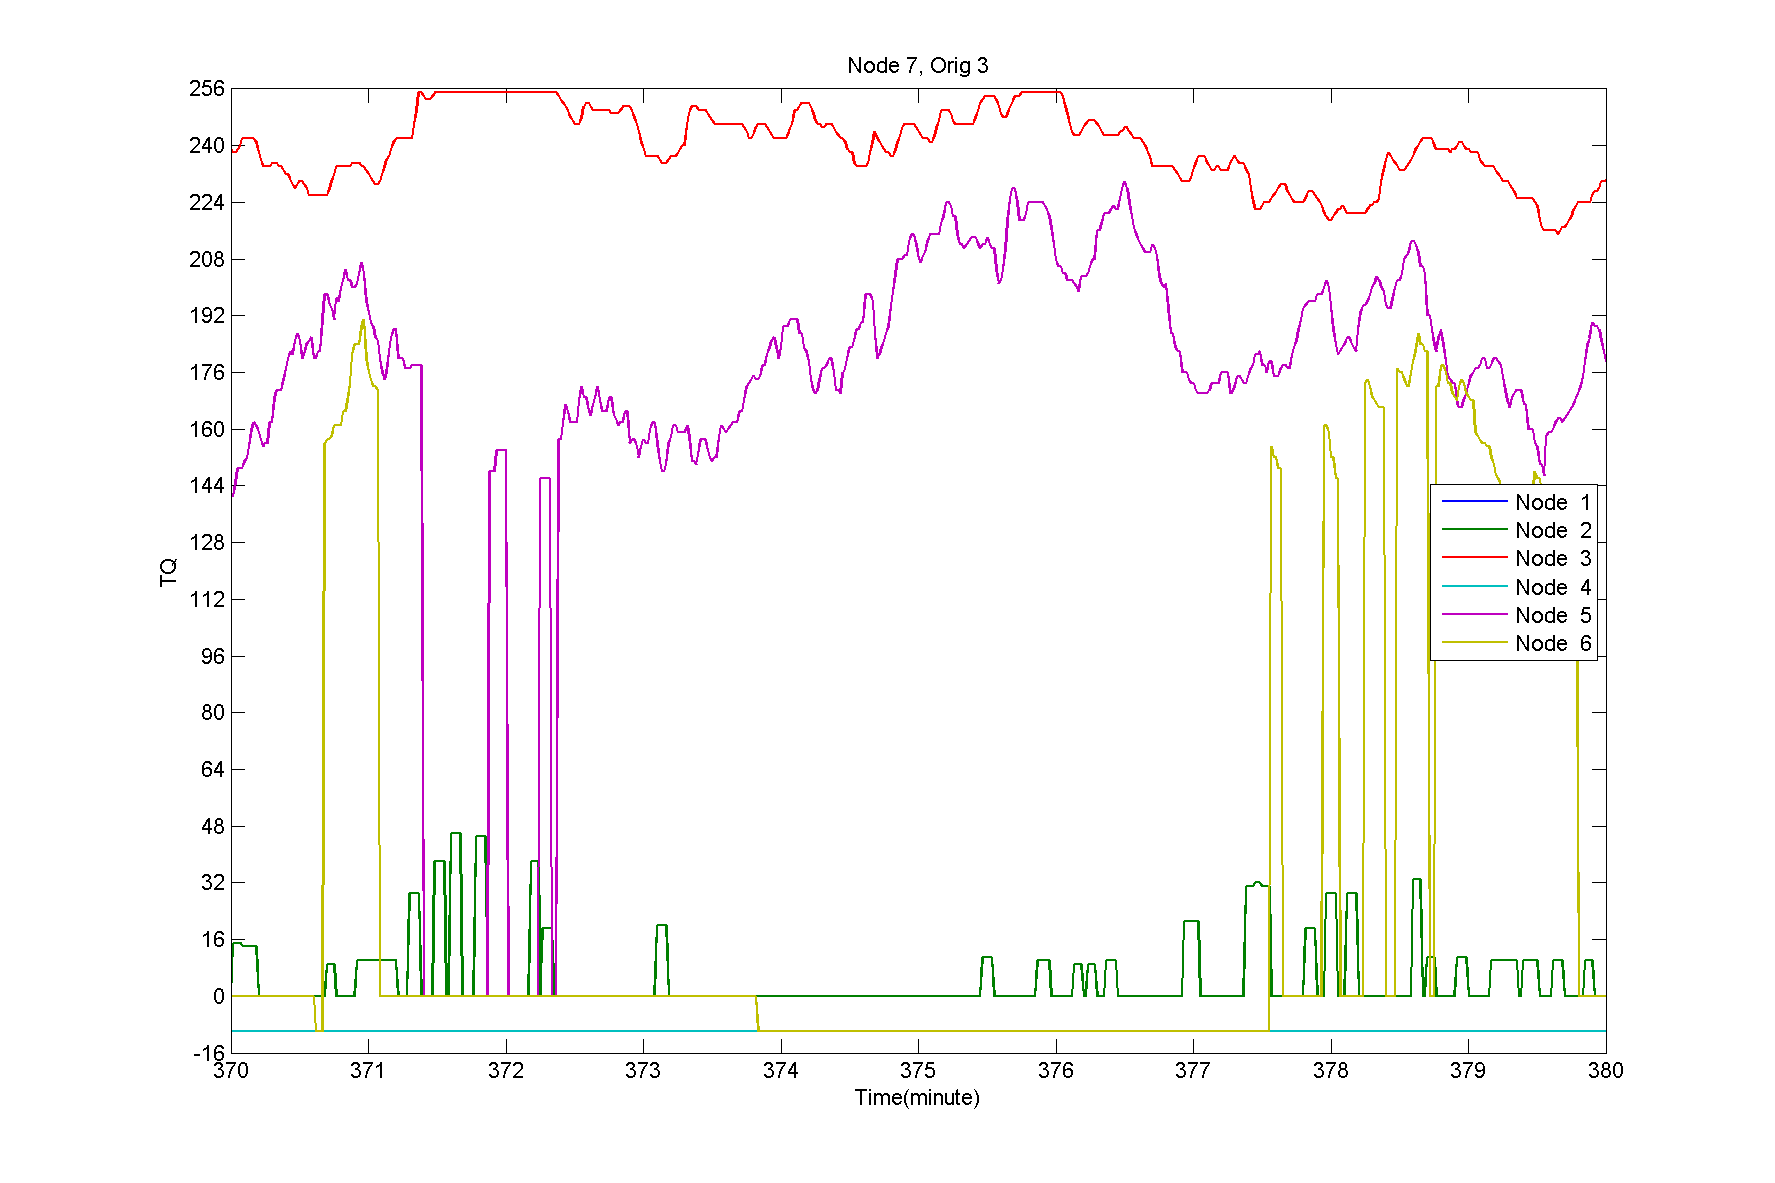 Node 7, Orig 3
256
240
224
208
192
176
160
144
128
112
96
80
64
48
32
16
0
-16
TQ
Node 1
Node 2
Node 3
Node 4
Node 5
Node 6
370 371 372 373 374 375 376 377 378 379 380
Time(minute)